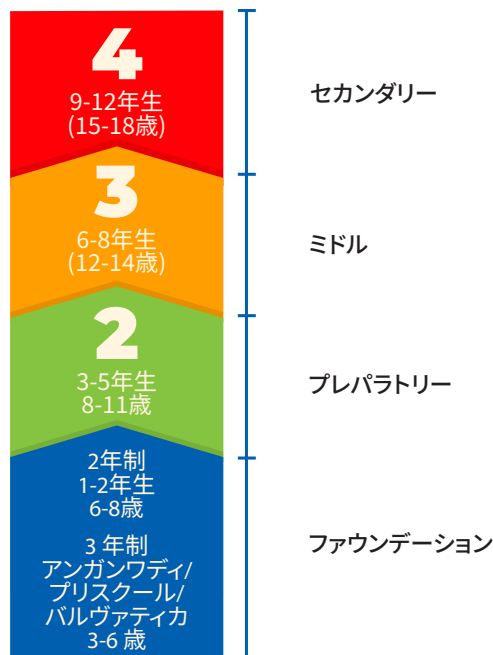 4
9-12年生
(15-18歳)
セカンダリー
3
6-8年生
(12-14歳)
ミドル
2
3-5年生
8-11歳
プレパラトリー
2年制
1-2年生
6-8歳
3 年制
アンガンワディ/
プリスクール/
バルヴァティカ
3-6 歳
ファウンデーション